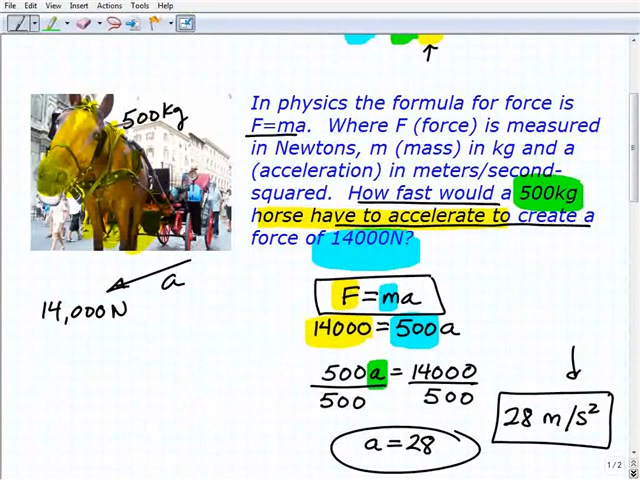 File Edit View Insert Actions Tools Help
500kg
In physics the formula for force is
F=ma. Where F (force) is measured
in Newtons, m (mass) in kg and a
(acceleration) in meters/second-
squared. How fast would a 500kg
horse have to accelerate to create a
force of 14000N?
a
14,000N
F = ma
14000 = 500a
500a = 14000
500 500
28 m/s²
a = 28
1/2